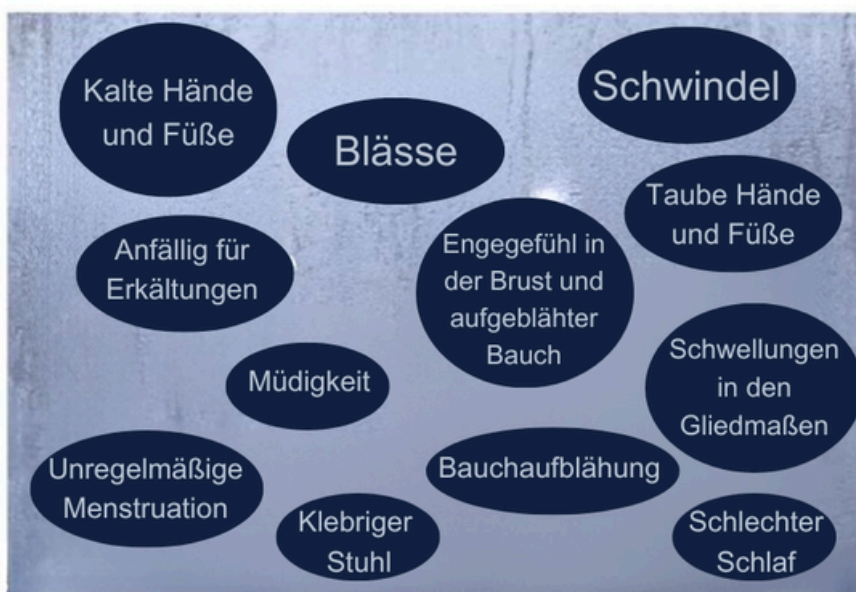 Kalte Hände
und Füße
Blässe
Schwindel
Taube Hände
und Füße
Anfällig für
Erkältungen
Engegefühl in
der Brust und
aufgeblähter
Bauch
Schwellungen
in den
Gliedmaßen
Müdigkeit
Bauchaufblähung
Unregelmäßige
Menstruation
Klebriger
Stuhl
Schlechter
Schlaf